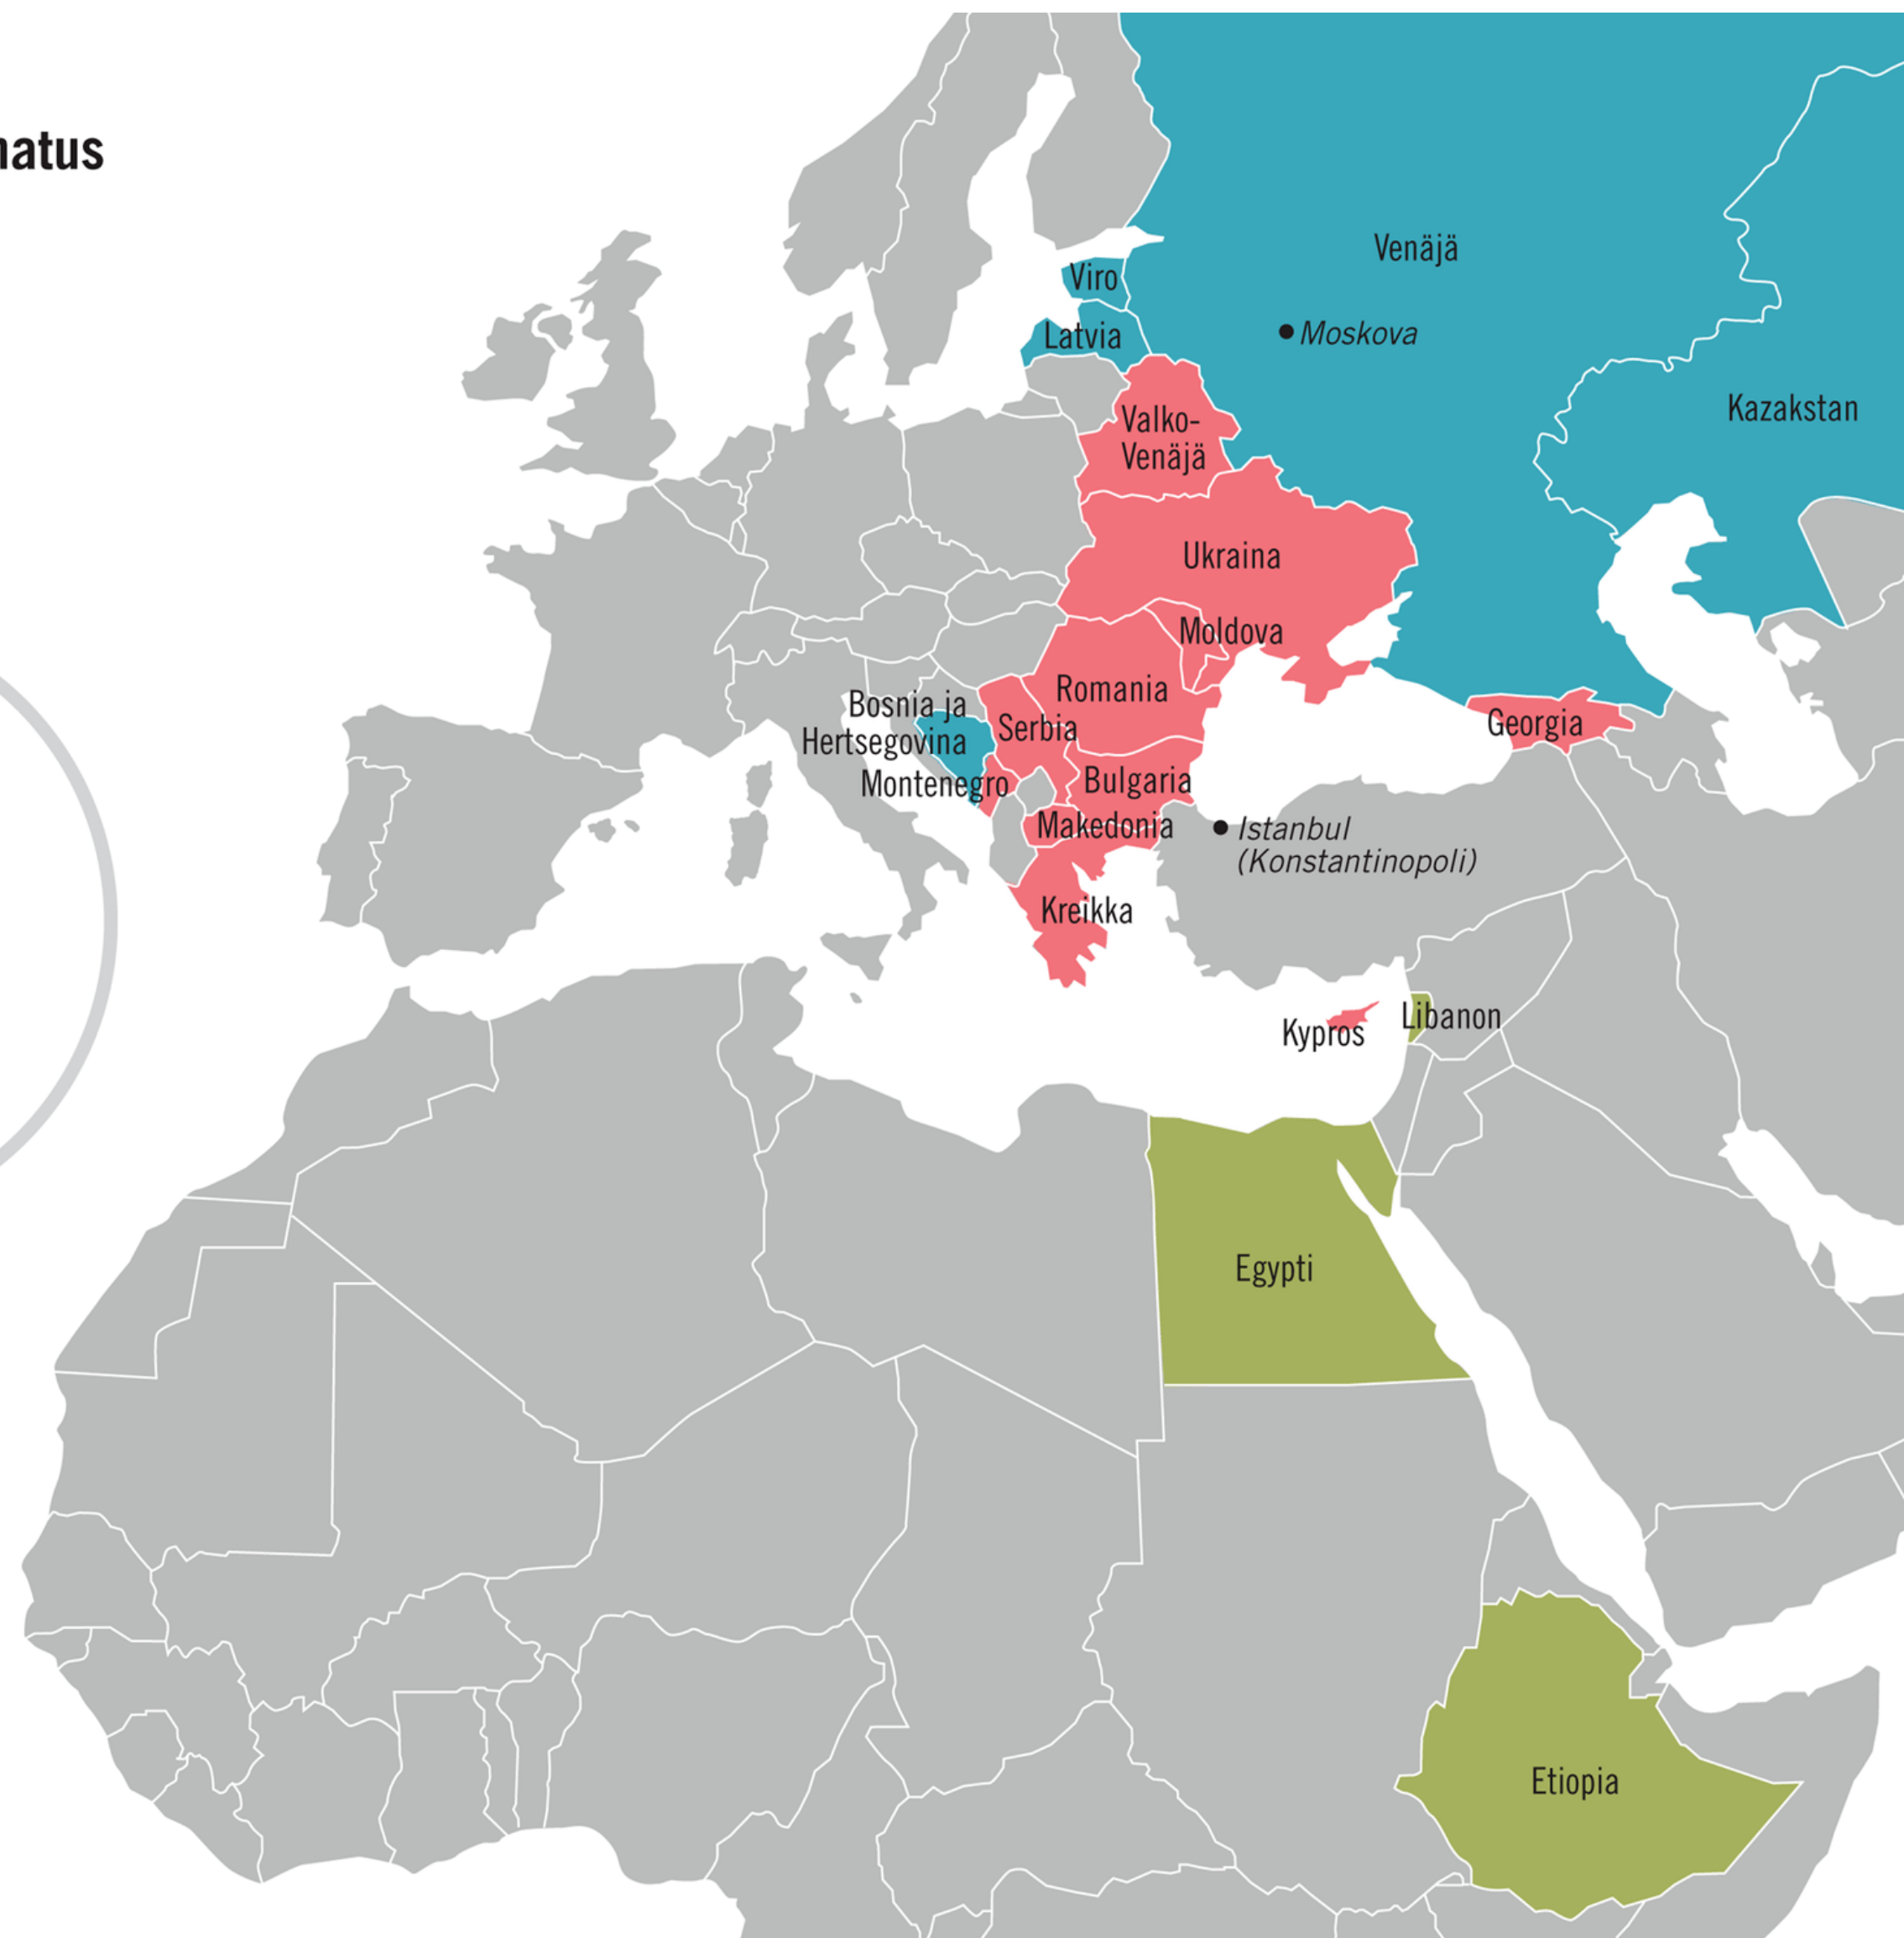 natus
Venäjä
Viro
Moskova
Latvia
Kazakstan
Valko-
Venäjä
Ukraina
Moldova
Romania
Bosnia ja
Hertsegovina
Serbia
Georgia
Montenegro
Bulgaria
Makedonia
Istanbul
(Konstantinopoli)
Kreikka
Libanon
Kypros
Egypti
Etiopia